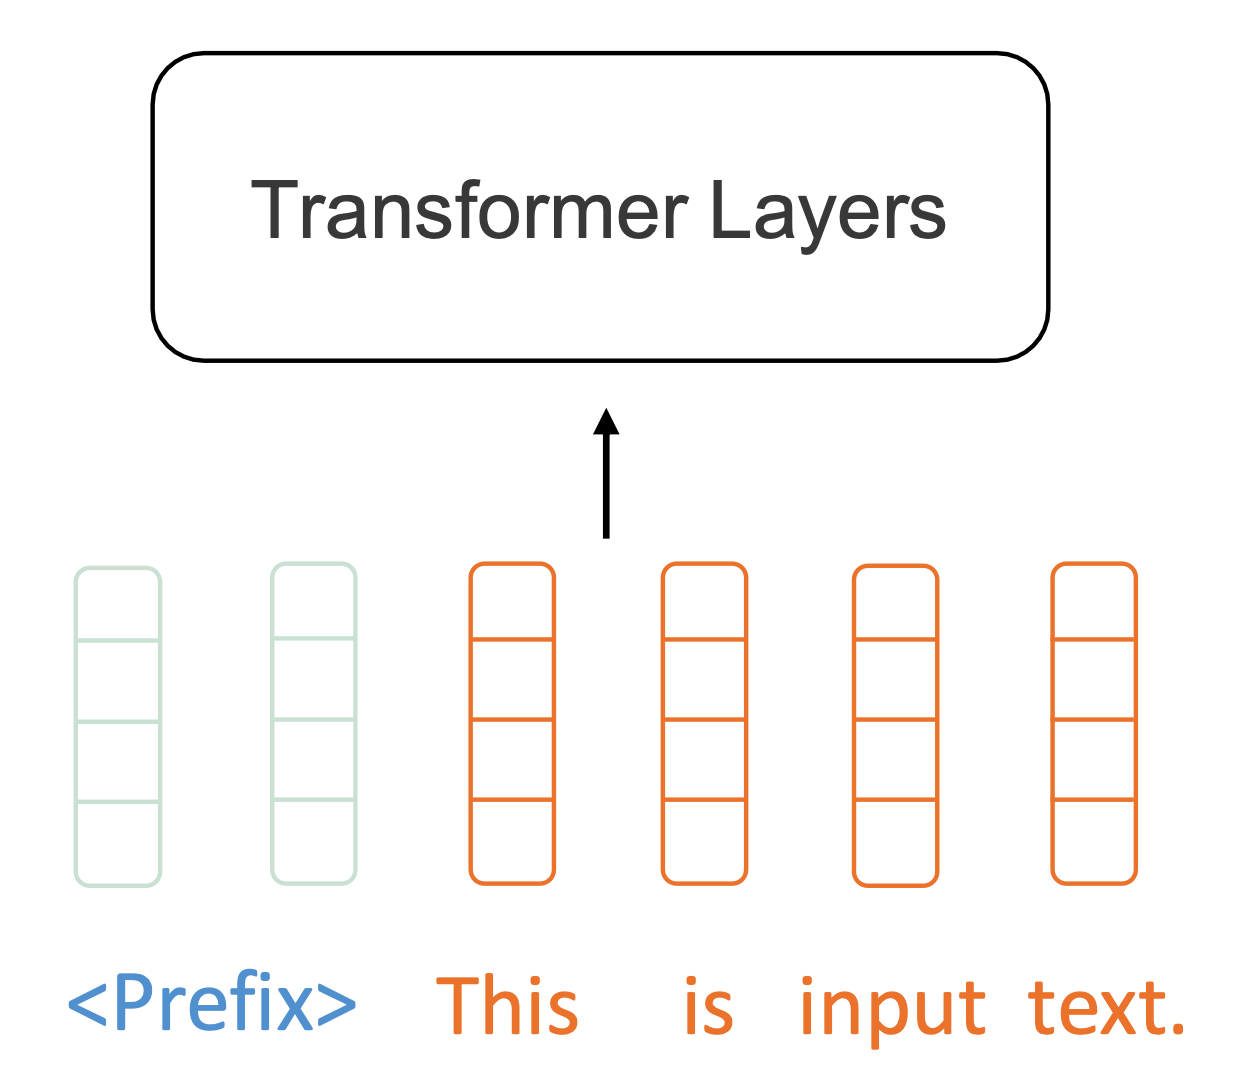 Transformer Layers
<Prefix> This is input text.